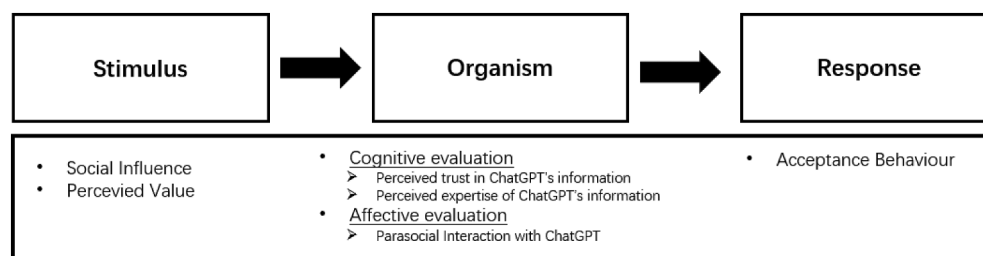 Stimulus
Organism
Response
• Social Influence
• Percevied Value
• Cognitive evaluation
➢ Perceived trust in ChatGPT's information
➢ Perceived expertise of ChatGPT's information
• Affective evaluation
➢ Parasocial Interaction with ChatGPT
• Acceptance Behaviour